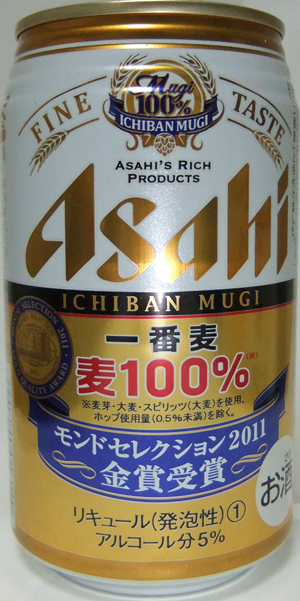 Mugi
100%
ICHIBAN MUGI
FINE TASTE
ASAHI'S RICH
PRODUCTS
Asahi
ICHIBAN MUGI
SELECTION 2011
QUALITY AWARD
一番麦
麦100%(※)
※麦芽・大麦・スピリッツ(大麦)を使用。
ホップ使用量(0.5%未満)を除く。
モンドセレクション2011
金賞受賞
お酒
リキュール(発泡性)①
アルコール分5%